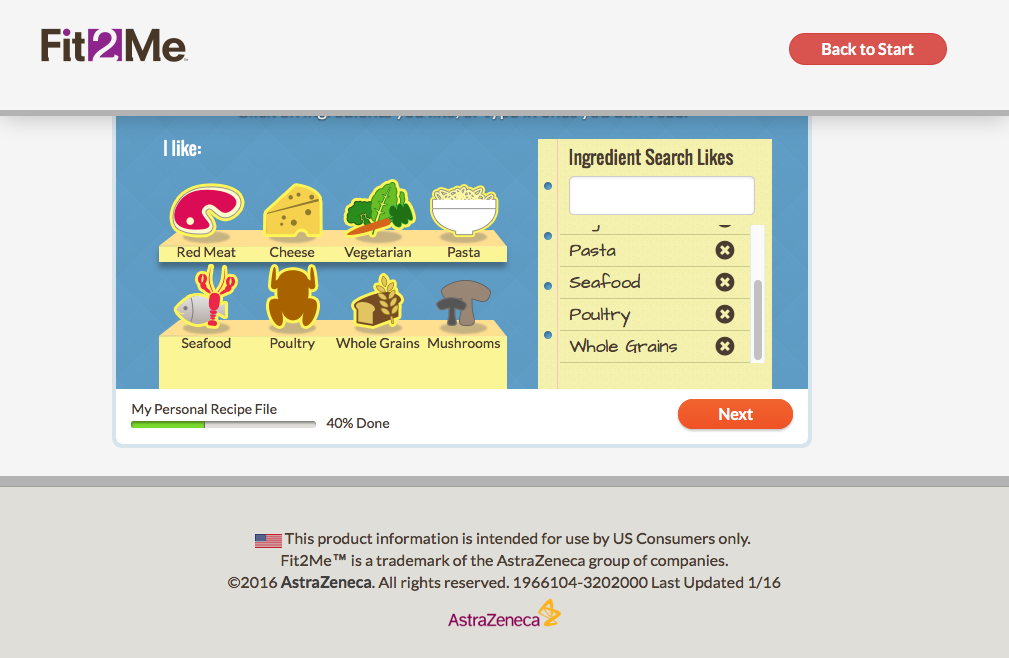 Fit2Me™
Back to Start
I like:
Ingredient Search Likes
Red Meat Cheese Vegetarian Pasta
Pasta
Seafood
Poultry
Whole Grains
Seafood Poultry Whole Grains Mushrooms
My Personal Recipe File
40% Done
Next
This product information is intended for use by US Consumers only.
Fit2Me™ is a trademark of the AstraZeneca group of companies.
©2016 AstraZeneca. All rights reserved. 1966104-3202000 Last Updated 1/16
AstraZeneca